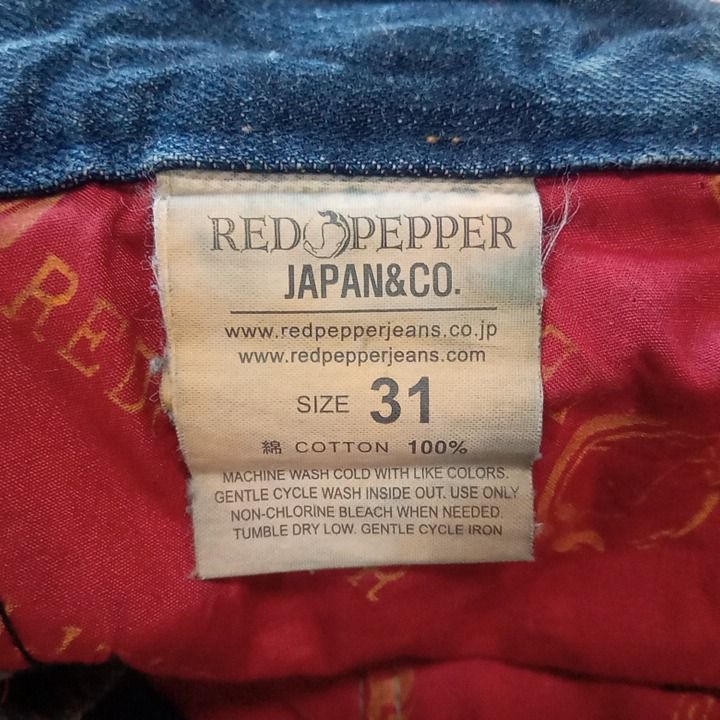 RED PEPPER
JAPAN&CO.
www.redpepperjeans.co.jp
www.redpepperjeans.com
SIZE 31
綿 COTTON 100%
MACHINE WASH COLD WITH LIKE COLORS.
GENTLE CYCLE WASH INSIDE OUT. USE ONLY
NON-CHLORINE BLEACH WHEN NEEDED.
TUMBLE DRY LOW. GENTLE CYCLE IRON
RED